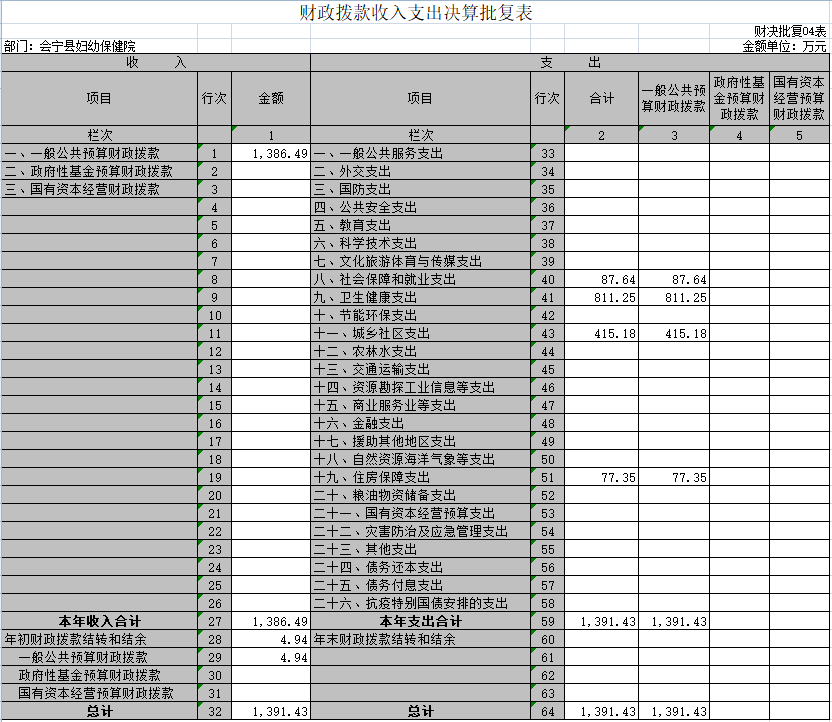 财政拨款收入支出决算批复表
财决批复04表
部门：会宁县妇幼保健院 金额单位：万元
收 入 支 出
项目 行次 金额 项目 行次 合计 一般公共预算财政拨款 政府性基金预算财政拨款 国有资本经营预算财政拨款
栏次 1 栏次 2 3 4 5
一、一般公共预算财政拨款 1 1,386.49 一、一般公共服务支出 33
二、政府性基金预算财政拨款 2 二、外交支出 34
三、国有资本经营财政拨款 3 三、国防支出 35
4 四、公共安全支出 36
5 五、教育支出 37
6 六、科学技术支出 38
7 七、文化旅游体育与传媒支出 39
8 八、社会保障和就业支出 40 87.64 87.64
9 九、卫生健康支出 41 811.25 811.25
10 十、节能环保支出 42
11 十一、城乡社区支出 43 415.18 415.18
12 十二、农林水支出 44
13 十三、交通运输支出 45
14 十四、资源勘探工业信息等支出 46
15 十五、商业服务业等支出 47
16 十六、金融支出 48
17 十七、援助其他地区支出 49
18 十八、自然资源海洋气象等支出 50
19 十九、住房保障支出 51 77.35 77.35
20 二十、粮油物资储备支出 52
21 二十一、国有资本经营预算支出 53
22 二十二、灾害防治及应急管理支出 54
23 二十三、其他支出 55
24 二十四、债务还本支出 56
25 二十五、债务付息支出 57
26 二十六、抗疫特别国债安排的支出 58
本年收入合计 27 1,386.49 本年支出合计 59 1,391.43 1,391.43
年初财政拨款结转和结余 28 4.94 年末财政拨款结转和结余 60
一般公共预算财政拨款 29 4.94 61
政府性基金预算财政拨款 30 62
国有资本经营预算财政拨款 31 63
总计 32 1,391.43 总计 64 1,391.43 1,391.43